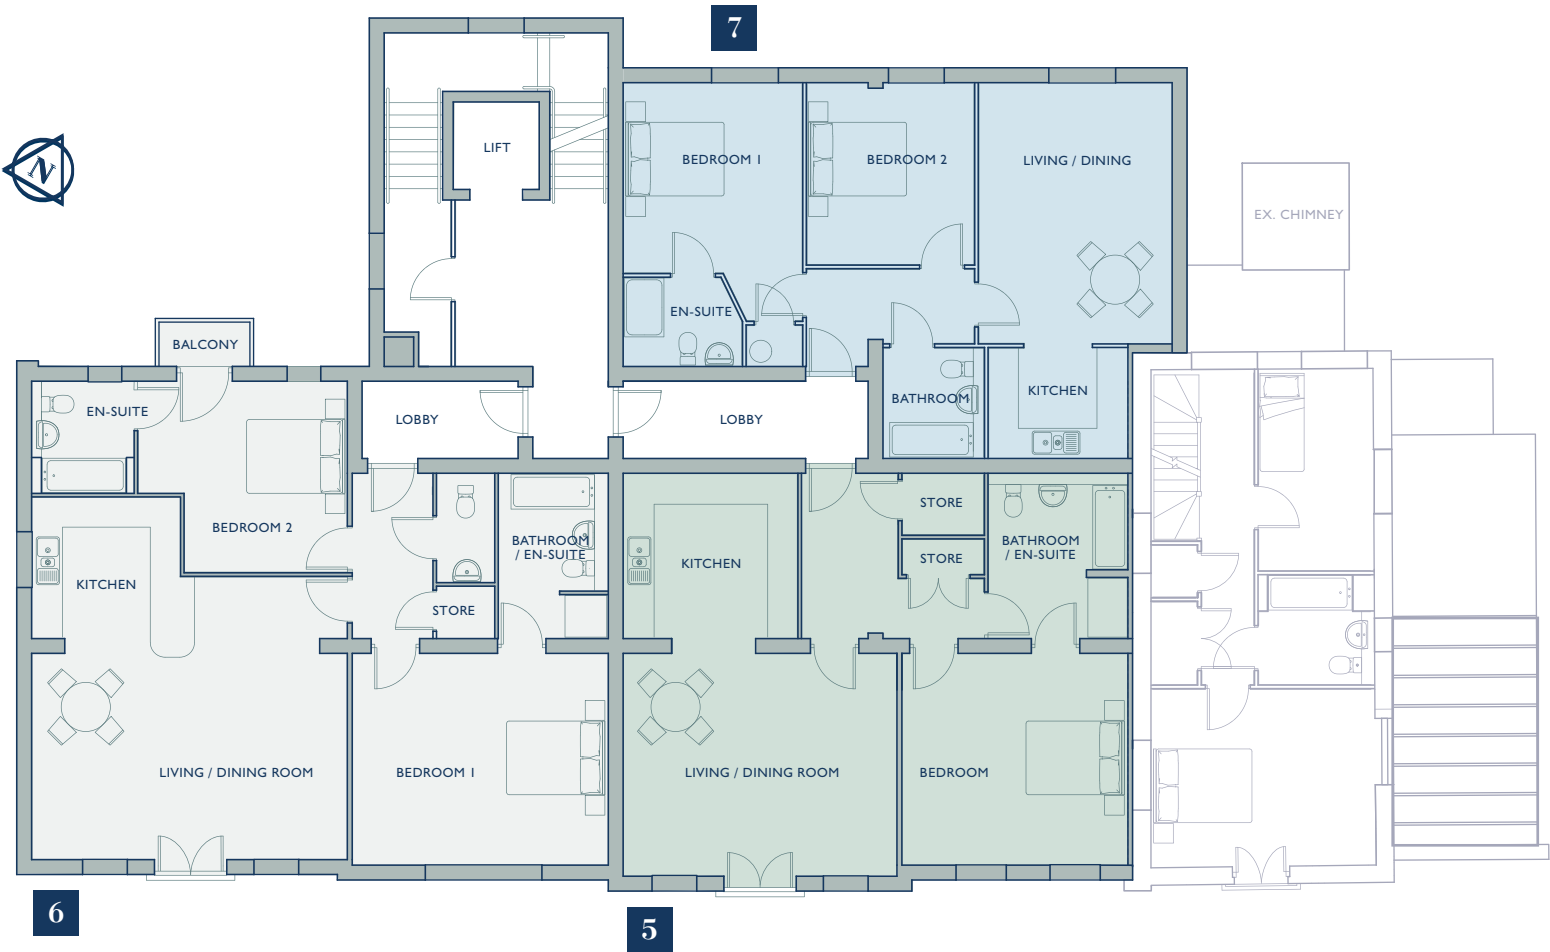 7
LIFT
BEDROOM 1
BEDROOM 2
LIVING / DINING
N
EX. CHIMNEY
EN-SUITE
BALCONY
EN-SUITE
LOBBY
LOBBY
BATHROOM
KITCHEN
BEDROOM 2
KITCHEN
BATHROOM
/ EN-SUITE
STORE
KITCHEN
STORE
STORE
BATHROOM
/ EN-SUITE
LIVING / DINING ROOM
BEDROOM 1
LIVING / DINING ROOM
BEDROOM
6
5